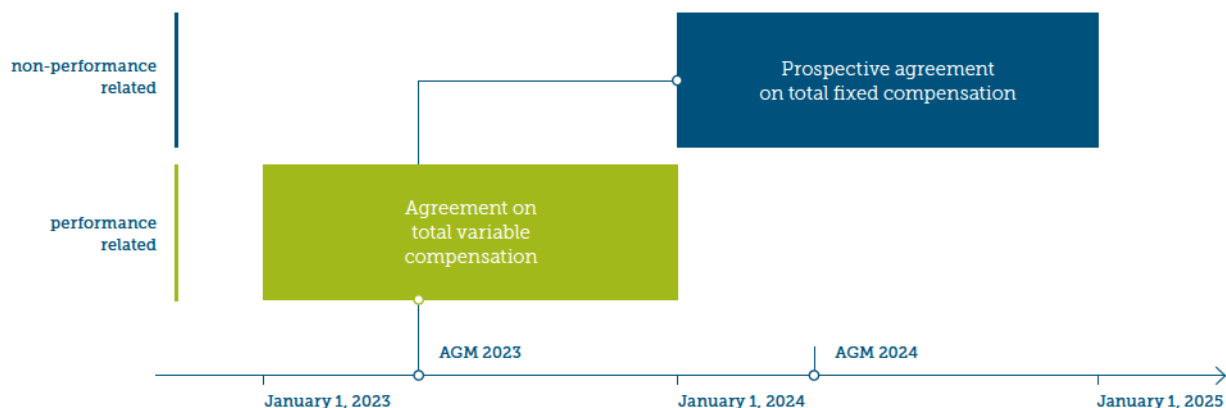 non-performance
related
Prospective agreement
on total fixed compensation
performance
related
Agreement on
total variable
compensation
AGM 2023
AGM 2024
January 1, 2023
January 1, 2024
January 1, 2025